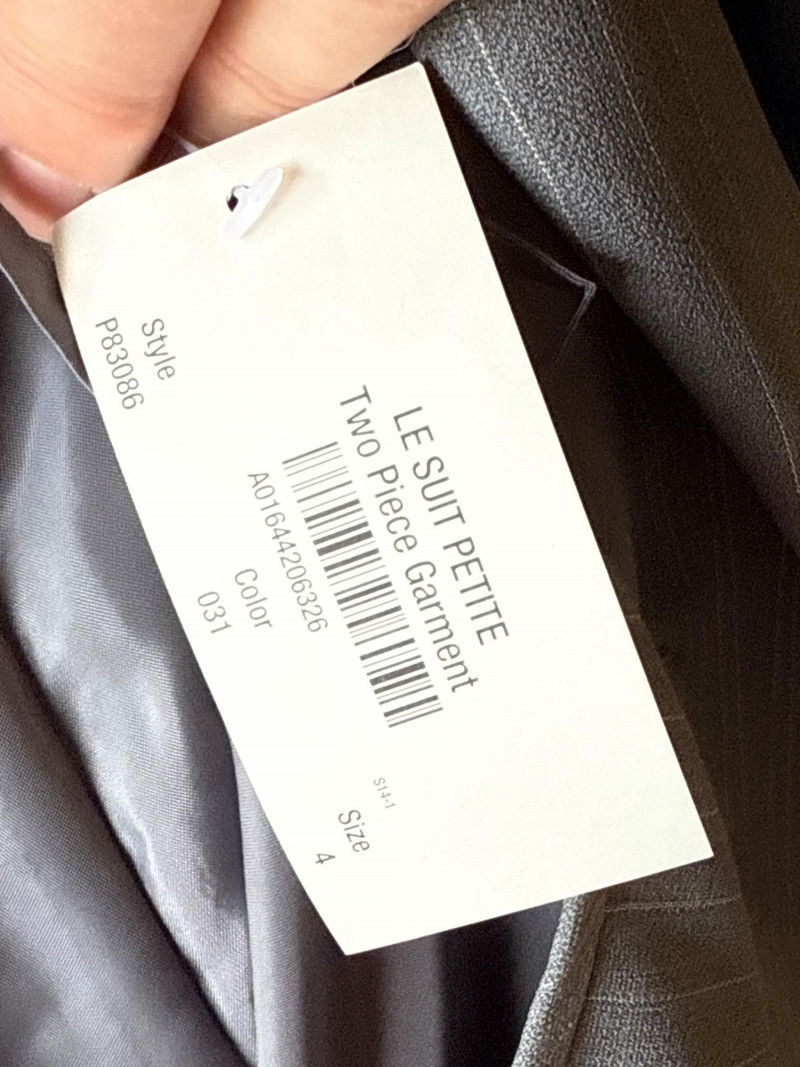 LE SUIT PETITE
Two Piece Garment
A01644206326
S14-1
Style
P83086
Color
031
Size
4